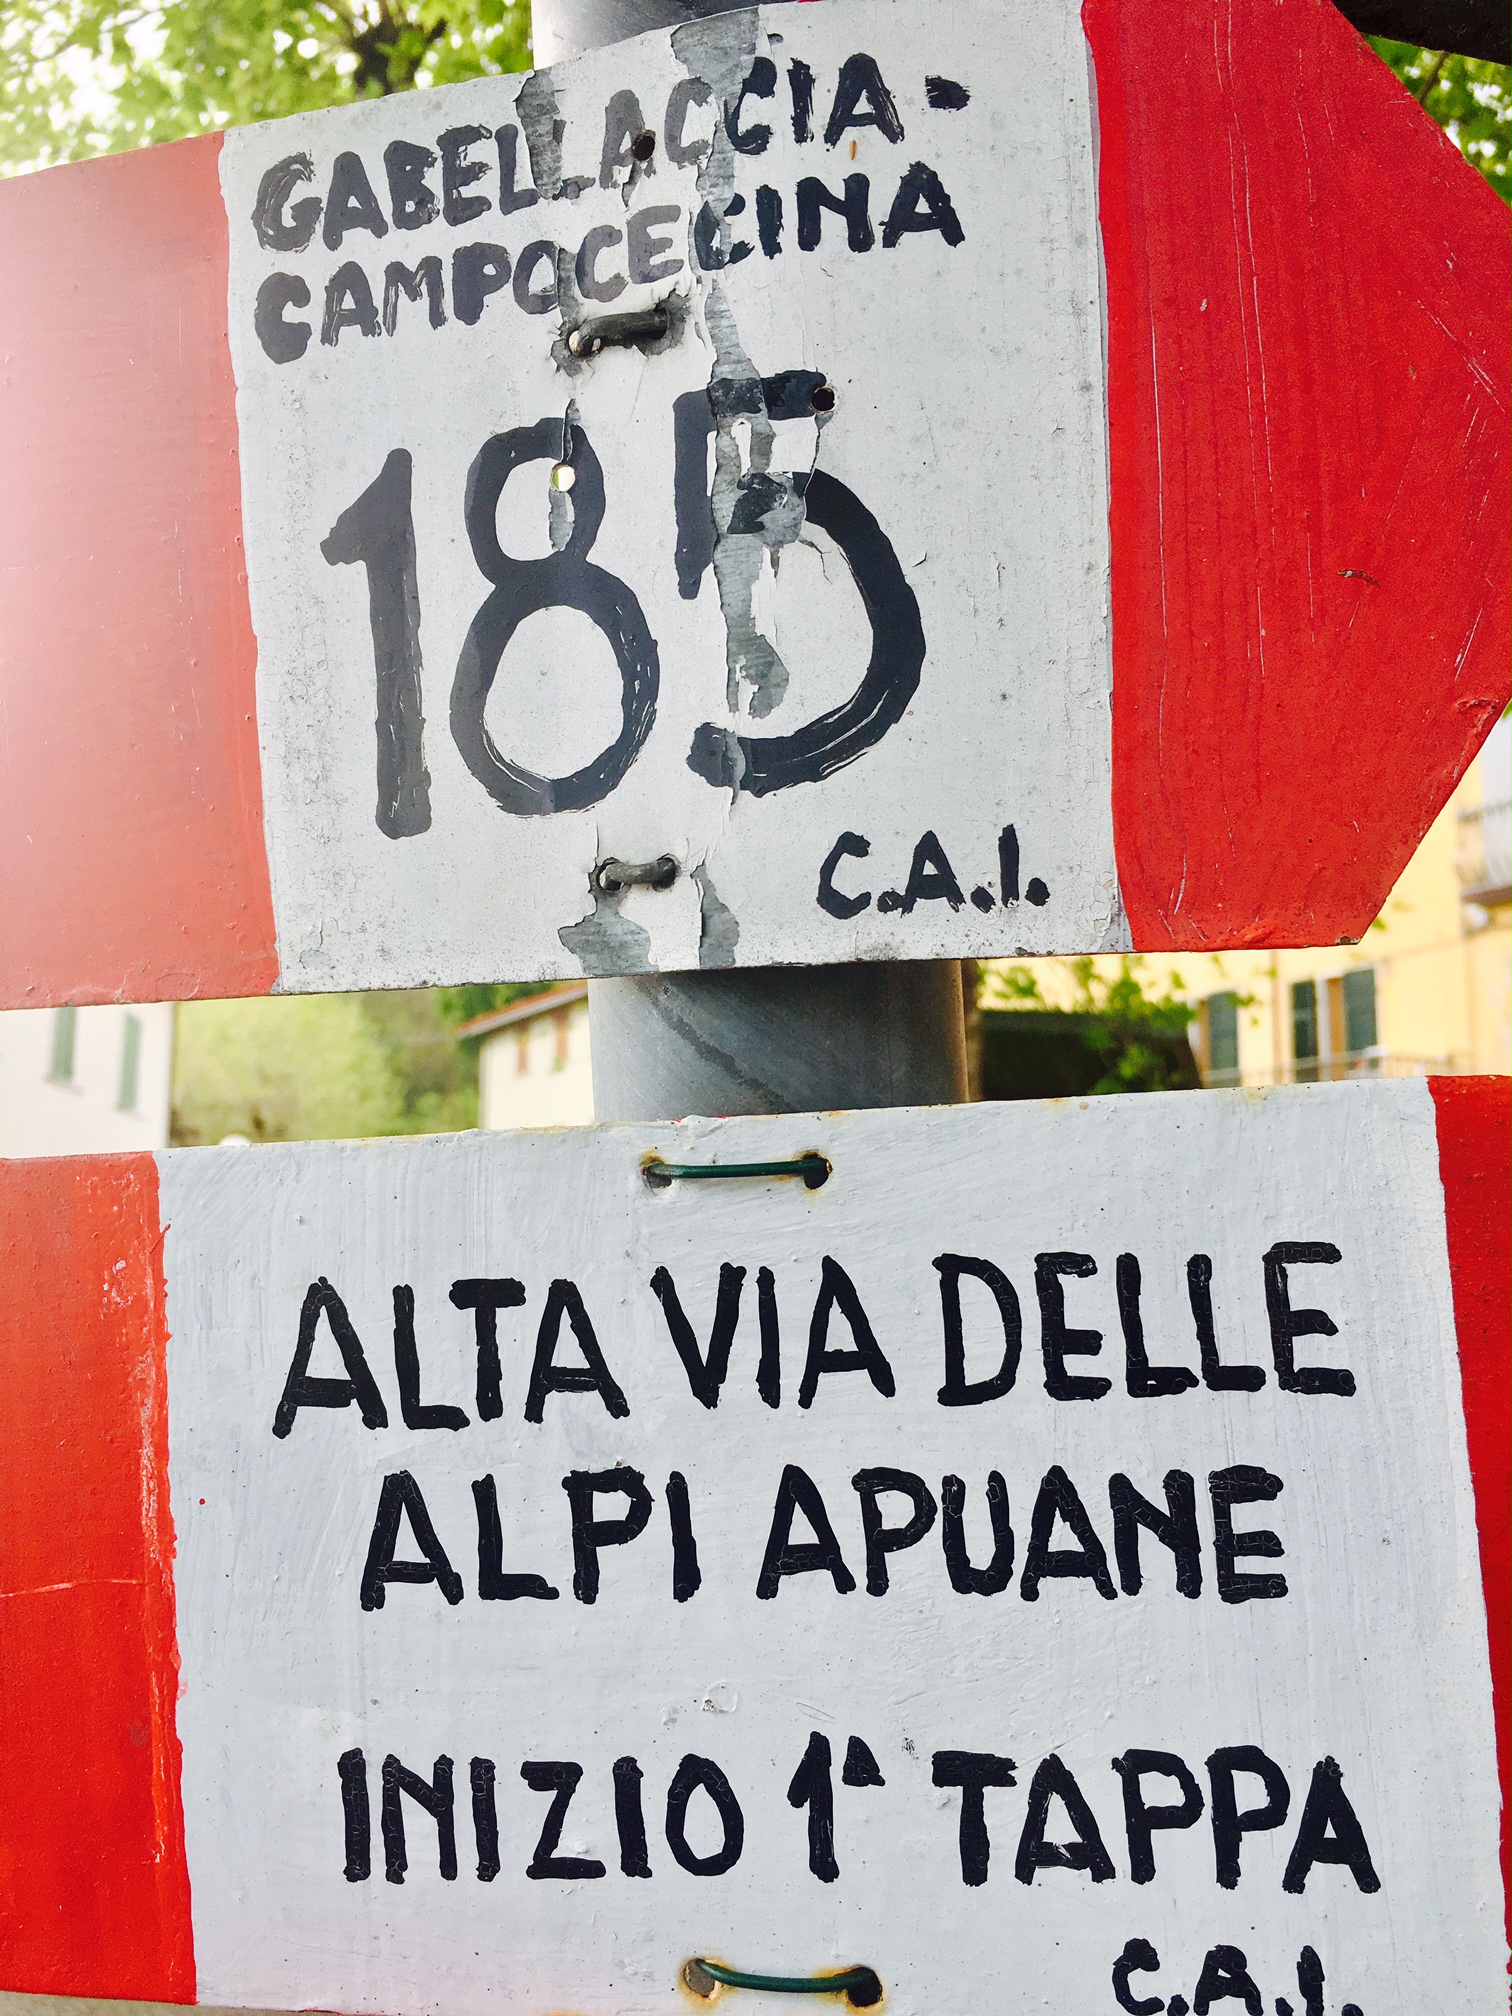 GABELLACCIA-
CAMPOCECINA
185
C.A.I.
ALTA VIA DELLE
ALPI APUANE
INIZIO 1ª TAPPA
C.A.I.